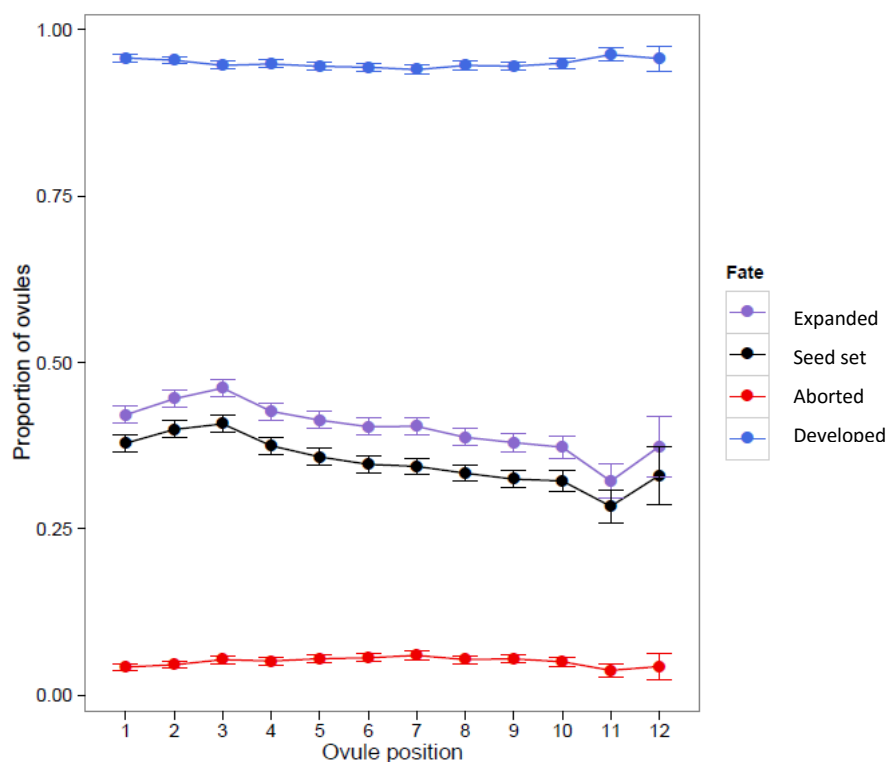 1.00
0.75
0.50
0.25
0.00
Proportion of ovules
1 2 3 4 5 6 7 8 9 10 11 12
Ovule position
Fate
Expanded
Seed set
Aborted
Developed